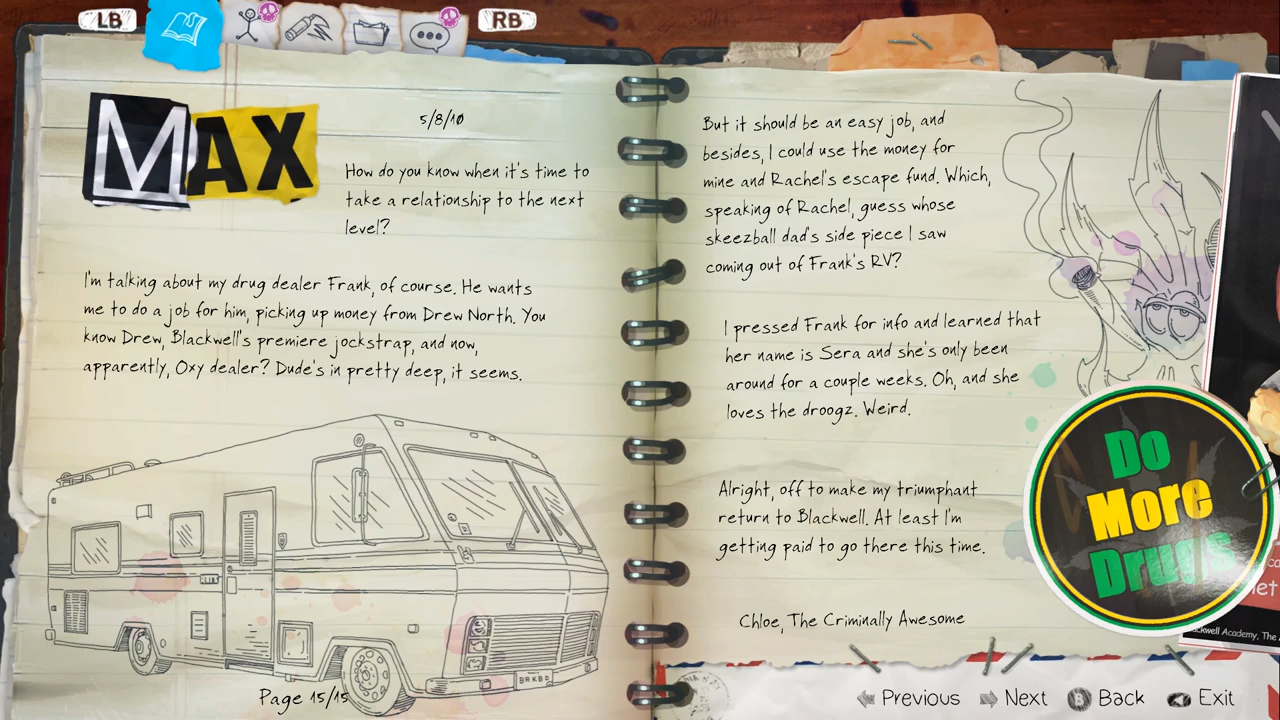 LB
RB
MAX
5/8/10
How do you know when it's time to
take a relationship to the next
level?
I'm talking about my drug dealer Frank, of course. He wants
me to do a job for him, picking up money from Drew North. You
know Drew, Blackwell's premiere jockstrap, and now,
apparently, Oxy dealer? Dude's in pretty deep, it seems.
BRKBD
Page 15/15
But it should be an easy job, and
besides, I could use the money for
mine and Rachel's escape fund. Which,
speaking of Rachel, guess whose
skeezball dad's side piece I saw
coming out of Frank's RV?
I pressed Frank for info and learned that
her name is Sera and she's only been
around for a couple weeks. Oh, and she
loves the droogz. Weird.
Alright, off to make my triumphant
return to Blackwell. At least I'm
getting paid to go there this time.
Chloe, The Criminally Awesome
Do
More
Drugs
Blackwell Academy, The
Previous
Next
B Back
Exit